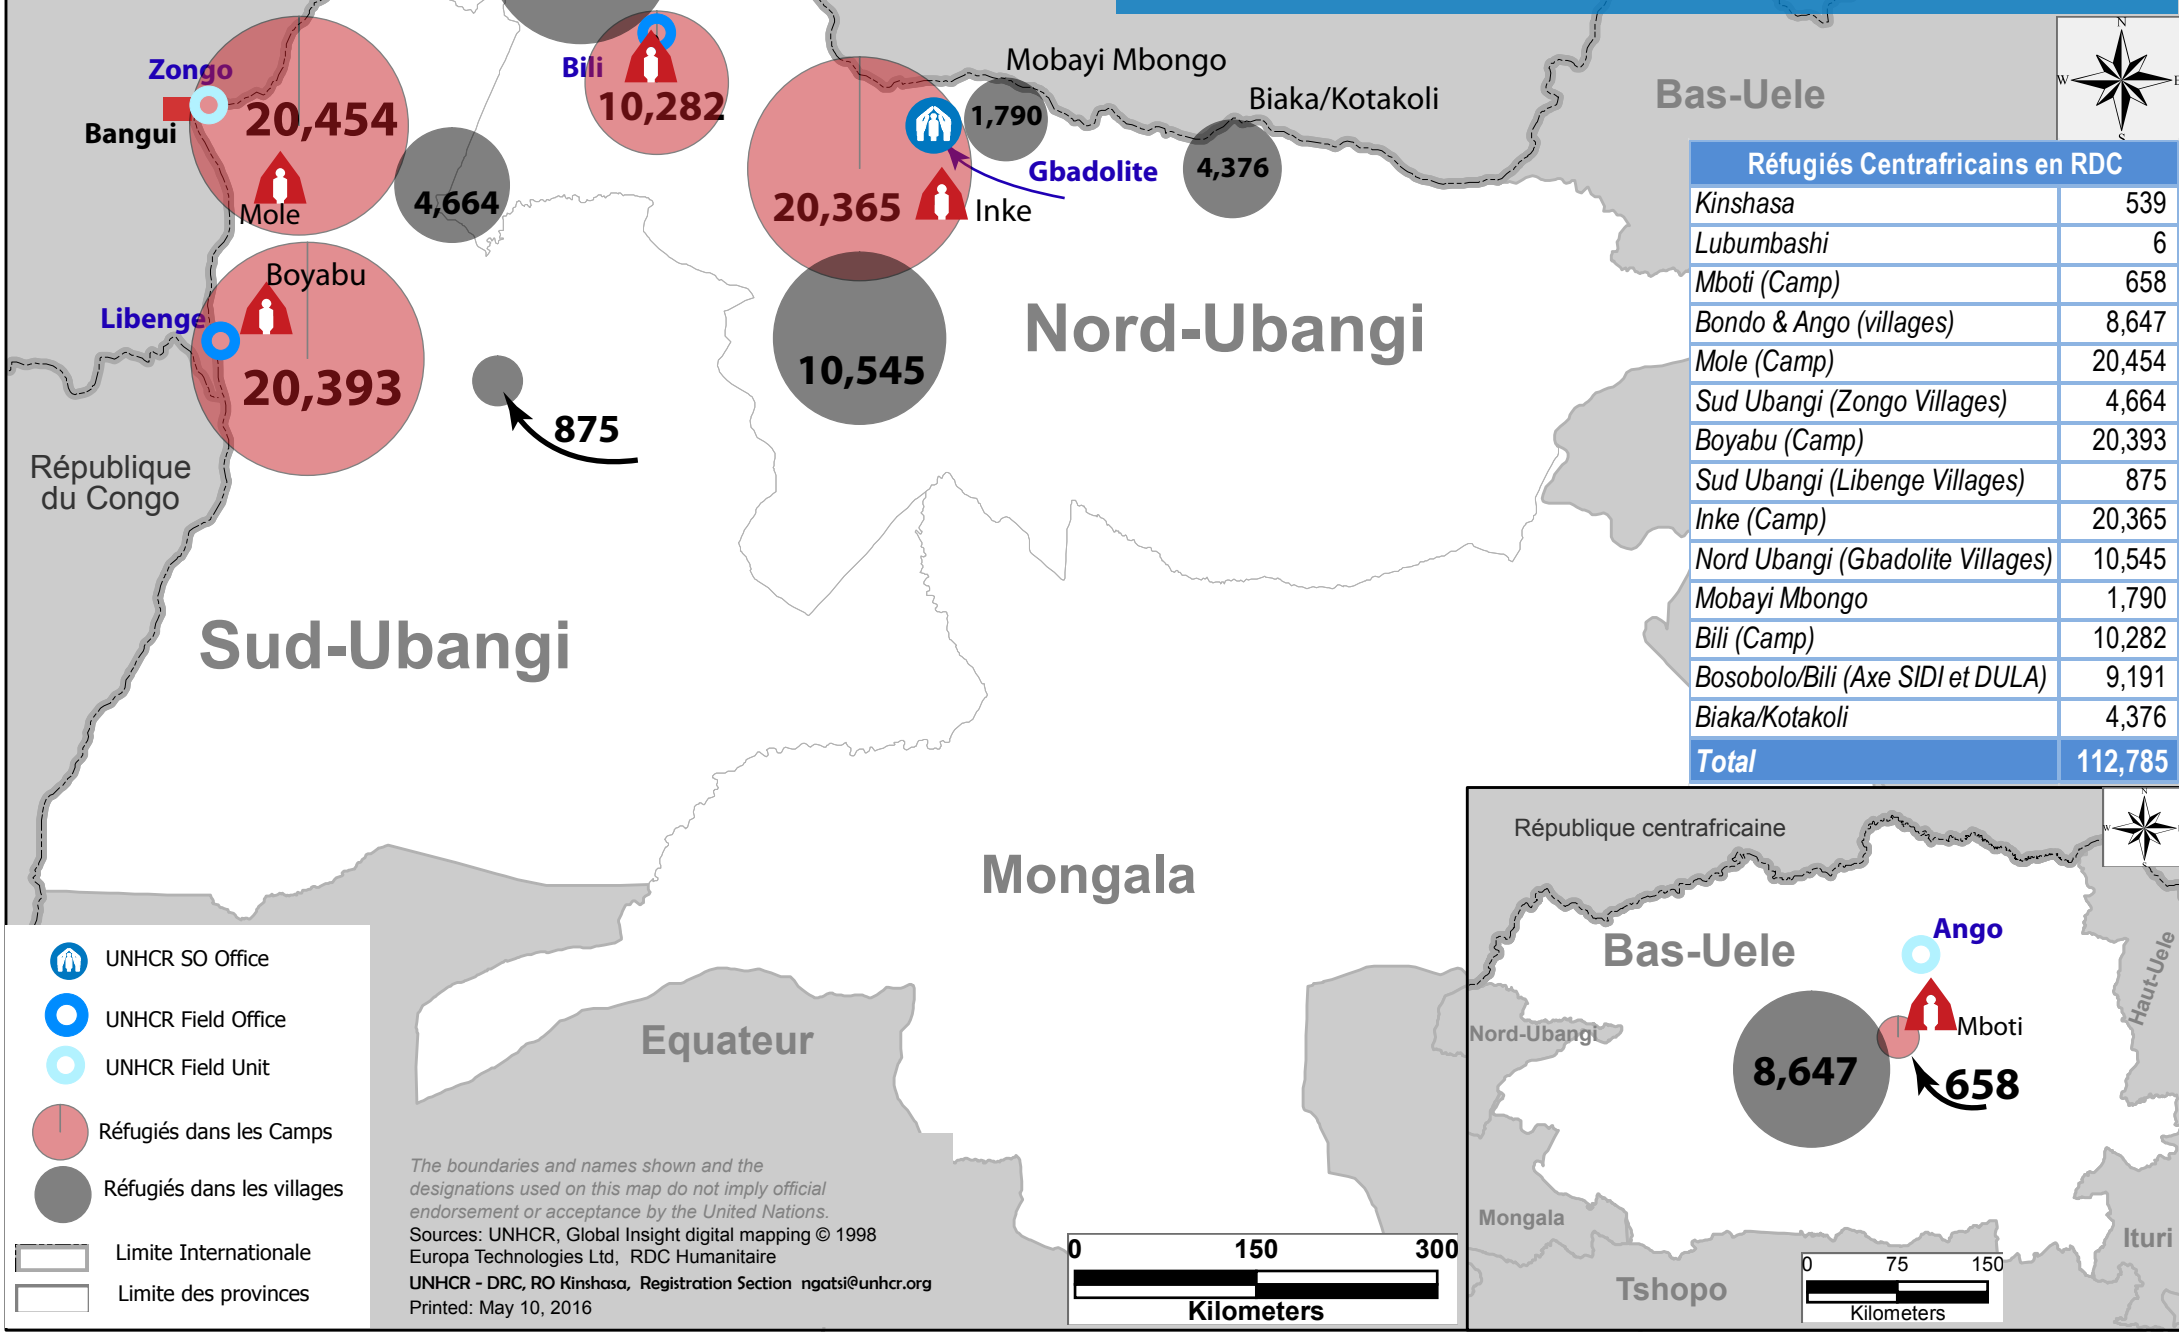 Zongo
Bangui
20,454
Mole
4,664
Bili
10,282
Mobayi Mbongo
1,790
Biaka/Kotakoli
4,376
Gbadolite
20,365
Inke
10,545
Boyabu
Libenge
20,393
875
République
du Congo
Nord-Ubangi
Sud-Ubangi
Mongala
Equateur
Bas-Uele
N
W
E
S
Réfugiés Centrafricains en RDC
Kinshasa 539
Lubumbashi 6
Mboti (Camp) 658
Bondo & Ango (villages) 8,647
Mole (Camp) 20,454
Sud Ubangi (Zongo Villages) 4,664
Boyabu (Camp) 20,393
Sud Ubangi (Libenge Villages) 875
Inke (Camp) 20,365
Nord Ubangi (Gbadolite Villages) 10,545
Mobayi Mbongo 1,790
Bili (Camp) 10,282
Bosobolo/Bili (Axe SIDI et DULA) 9,191
Biaka/Kotakoli 4,376
Total 112,785
République centrafricaine
N
W
S
Bas-Uele
Ango
Haut-Uele
Nord-Ubangi
Mboti
8,647
658
Mongala
Ituri
Tshopo
0 75 150
Kilometers
UNHCR SO Office
UNHCR Field Office
UNHCR Field Unit
Réfugiés dans les Camps
Réfugiés dans les villages
Limite Internationale
Limite des provinces
The boundaries and names shown and the
designations used on this map do not imply official
endorsement or acceptance by the United Nations.
Sources: UNHCR, Global Insight digital mapping © 1998
Europa Technologies Ltd, RDC Humanitaire
UNHCR - DRC, RO Kinshasa, Registration Section ngatsi@unhcr.org
Printed: May 10, 2016
0 150 300
Kilometers